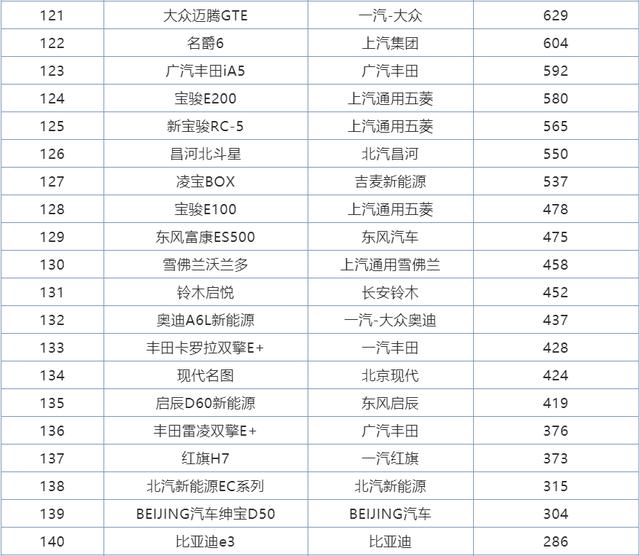 121 大众迈腾GTE 一汽-大众 629
122 名爵6 上汽集团 604
123 广汽丰田iA5 广汽丰田 592
124 宝骏E200 上汽通用五菱 580
125 新宝骏RC-5 上汽通用五菱 565
126 昌河北斗星 北汽昌河 550
127 凌宝BOX 吉麦新能源 537
128 宝骏E100 上汽通用五菱 478
129 东风富康ES500 东风汽车 475
130 雪佛兰沃兰多 上汽通用雪佛兰 458
131 铃木启悦 长安铃木 452
132 奥迪A6L新能源 一汽-大众奥迪 437
133 丰田卡罗拉双擎E+ 一汽丰田 428
134 现代名图 北京现代 424
135 启辰D60新能源 东风启辰 419
136 丰田雷凌双擎E+ 广汽丰田 376
137 红旗H7 一汽红旗 373
138 北汽新能源EC系列 北汽新能源 315
139 BEIJING汽车绅宝D50 BEIJING汽车 304
140 比亚迪e3 比亚迪 286